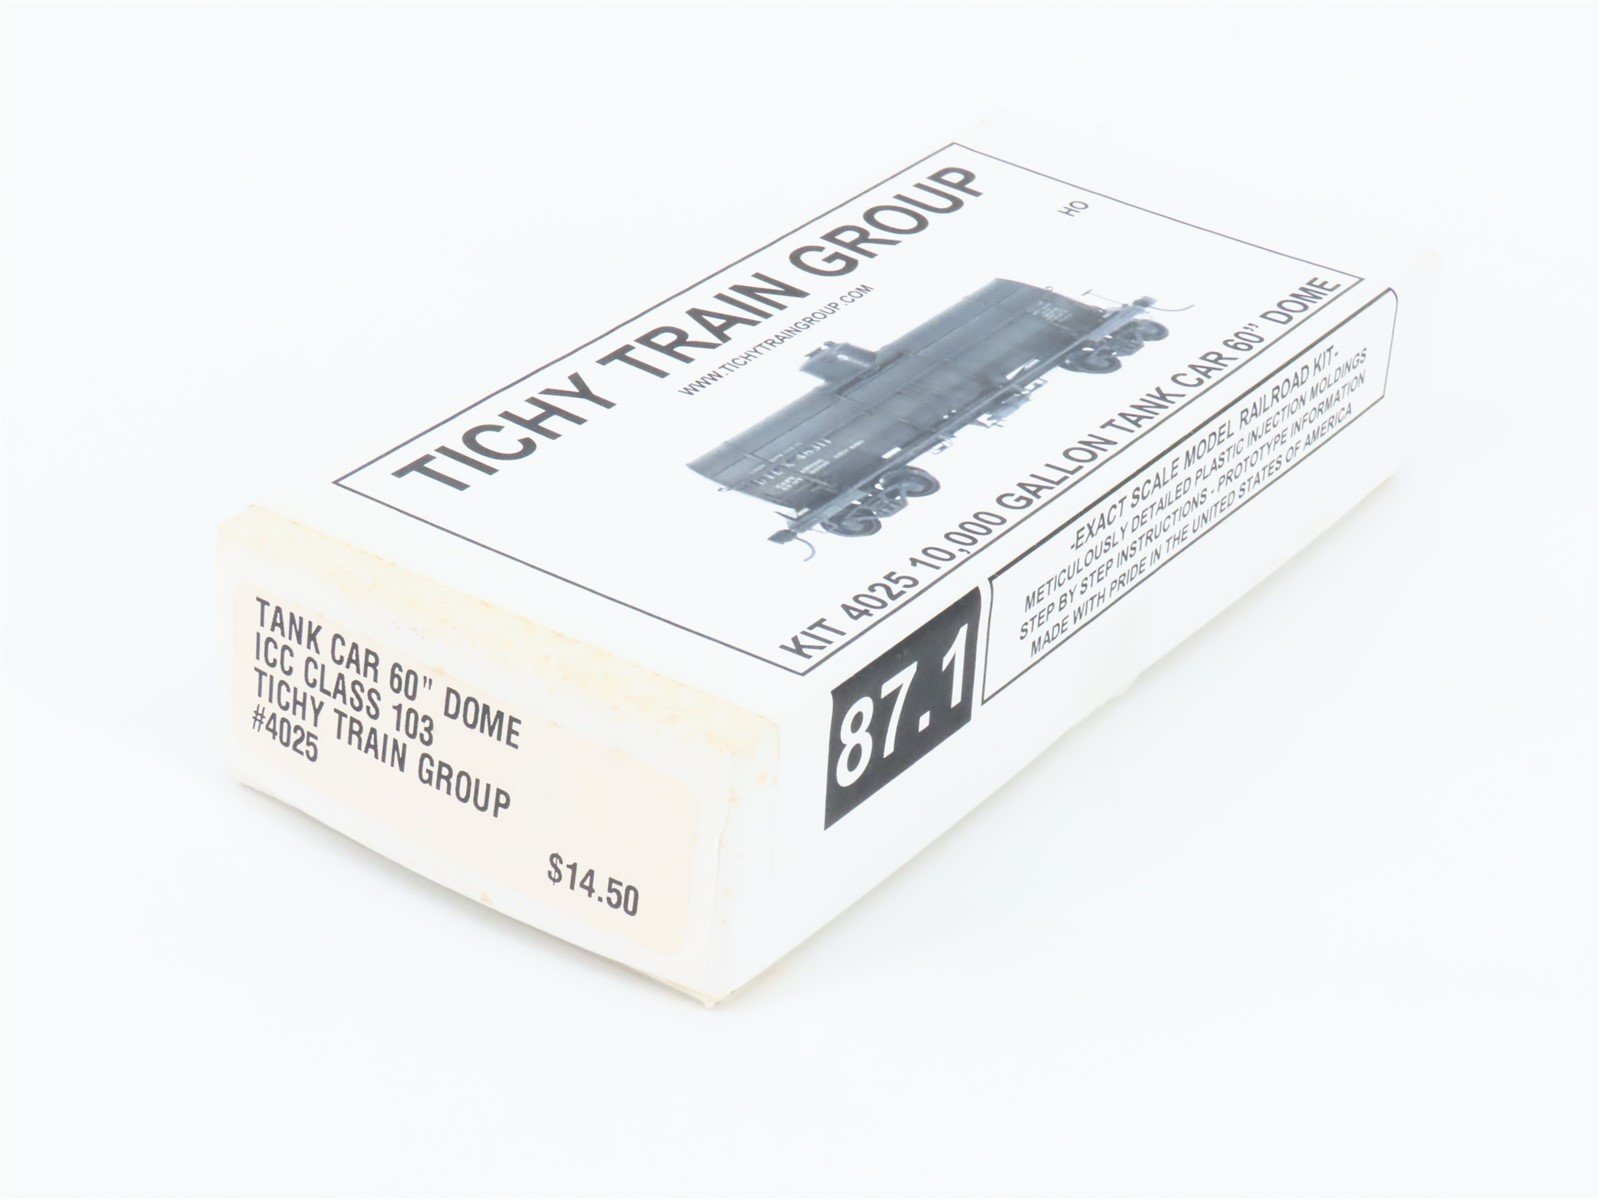 TICHY TRAIN GROUP
WWW.TICHYTRAINGROUP.COM
HO
KIT 4025 10,000 GALLON TANK CAR 60" DOME
87.1
-EXACT SCALE MODEL RAILROAD KIT-
METICULOUSLY DETAILED PLASTIC INJECTION MOLDINGS
STEP BY STEP INSTRUCTIONS - PROTOTYPE INFORMATION
MADE WITH PRIDE IN THE UNITED STATES OF AMERICA
TANK CAR 60" DOME
ICC CLASS 103
TICHY TRAIN GROUP
#4025
$14.50